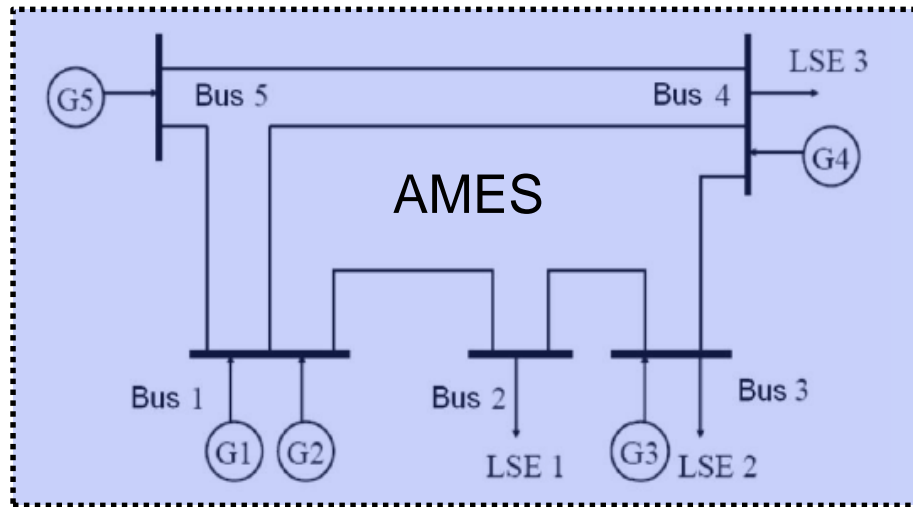 LSE 3
G5
Bus 5
Bus 4
G4
AMES
Bus 1
Bus 2
Bus 3
G1
G2
LSE 1
G3
LSE 2